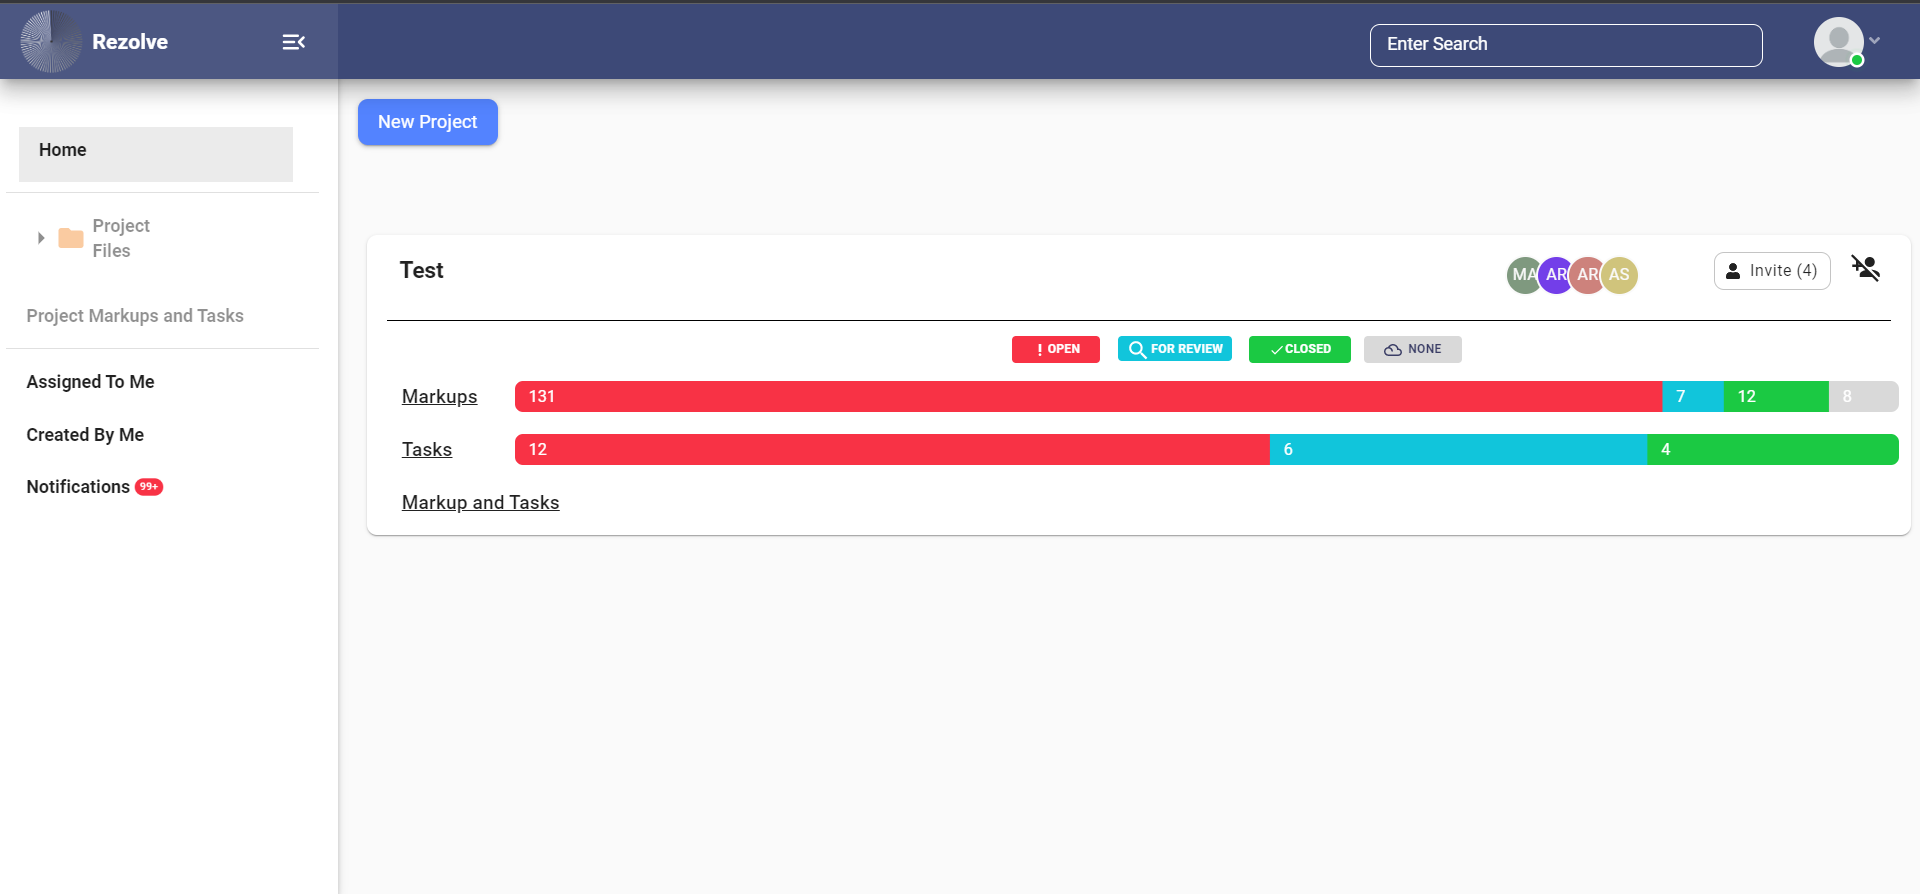 Rezolve
Enter Search
New Project
Home
Project
Files
Project Markups and Tasks
Assigned To Me
Created By Me
Notifications 99+
Test
MA AR AR AS
Invite (4)
! OPEN
FOR REVIEW
CLOSED
NONE
Markups 131 7 12 8
Tasks 12 6 4
Markup and Tasks